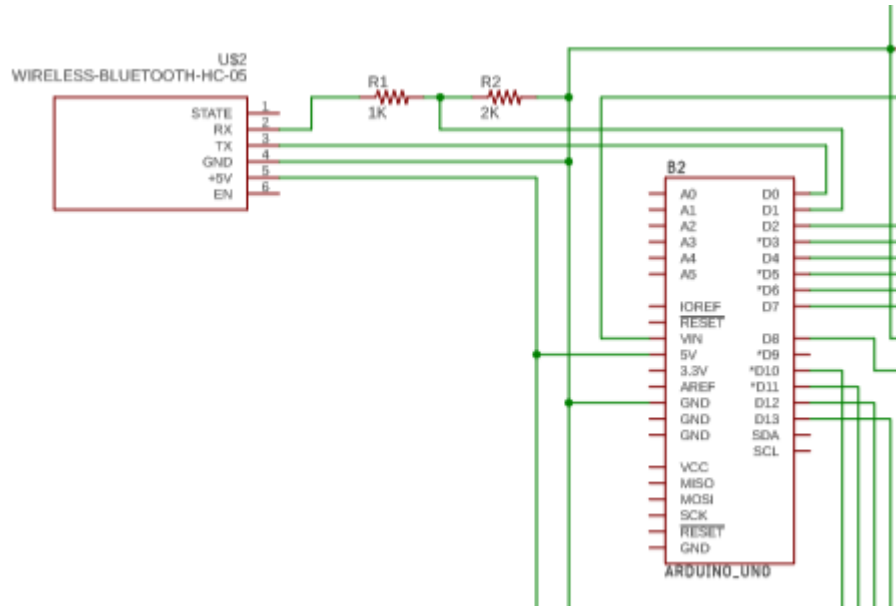 U$2
WIRELESS-BLUETOOTH-HC-05
STATE 1
RX 2
TX 3
GND 4
+5V 5
EN 6
R1
1K
R2
2K
B2
A0 D0
A1 D1
A2 D2
A3 *D3
A4 D4
A5 *D5
*D6
IOREF D7
RESET
VIN D8
5V *D9
3.3V *D10
AREF *D11
GND D12
GND D13
GND SDA
SCL
VCC
MISO
MOSI
SCK
RESET
GND
ARDUINO_UNO